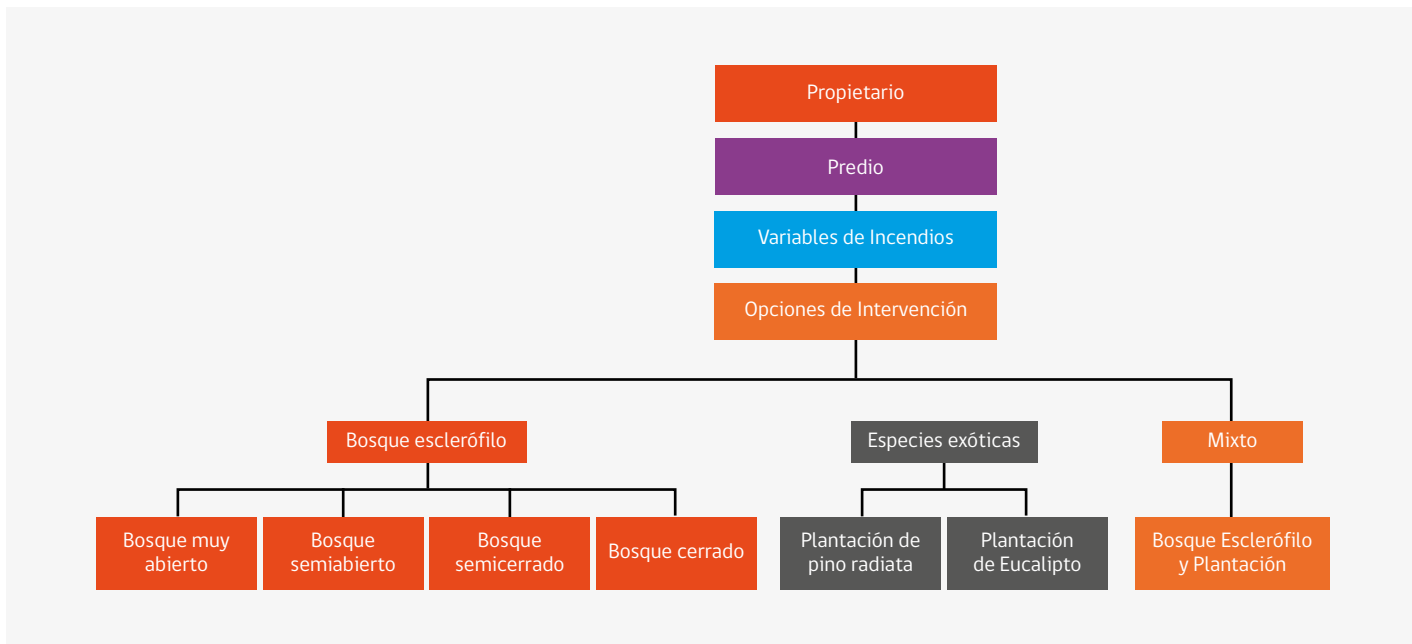 Propietario
Predio
Variables de Incendios
Opciones de Intervención
Bosque esclerófilo
Especies exóticas
Mixto
Bosque muy
abierto
Bosque
semiabierto
Bosque
semicerrado
Bosque cerrado
Plantación de
pino radiata
Plantación
de Eucalipto
Bosque Esclerófilo
y Plantación